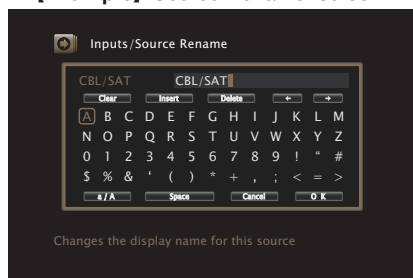 Inputs/Source Rename
CBL/SAT CBL/SAT
Clear Insert Delete ← →
A B C D E F G H I J K L M
N O P Q R S T U V W X Y Z
0 1 2 3 4 5 6 7 8 9 ! “ #
$ % & ‘ ( ) * + , ; < = >
a / A Space Cancel O K
Changes the display name for this source